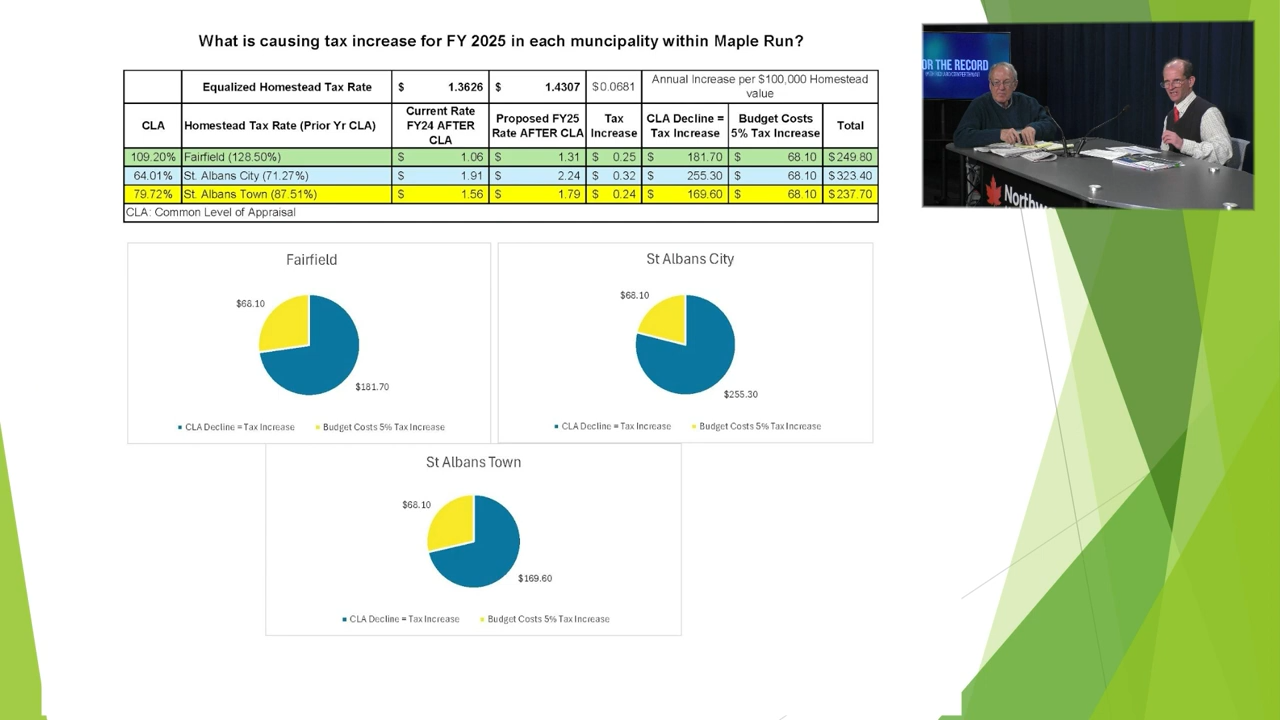 What is causing tax increase for FY 2025 in each muncipality within Maple Run?
Equalized Homestead Tax Rate $ 1.3626 $ 1.4307 $0.0681 Annual Increase per $100,000 Homestead value
CLA Homestead Tax Rate (Prior Yr CLA) Current Rate FY24 AFTER CLA Proposed FY25 Rate AFTER CLA Tax Increase CLA Decline = Tax Increase Budget Costs 5% Tax Increase Total
109.20% Fairfield (128.50%) $ 1.06 $ 1.31 $ 0.25 $ 181.70 $ 68.10 $249.80
64.01% St. Albans City (71.27%) $ 1.91 $ 2.24 $ 0.32 $ 255.30 $ 68.10 $323.40
79.72% St. Albans Town (87.51%) $ 1.56 $ 1.79 $ 0.24 $ 169.60 $ 68.10 $237.70
CLA: Common Level of Appraisal
Fairfield
$68.10
$181.70
CLA Decline = Tax Increase Budget Costs 5% Tax Increase
St Albans City
$68.10
$255.30
CLA Decline = Tax Increase Budget Costs 5% Tax Increase
St Albans Town
$68.10
$169.60
CLA Decline = Tax Increase Budget Costs 5% Tax Increase
OR THE RECORD
Northw